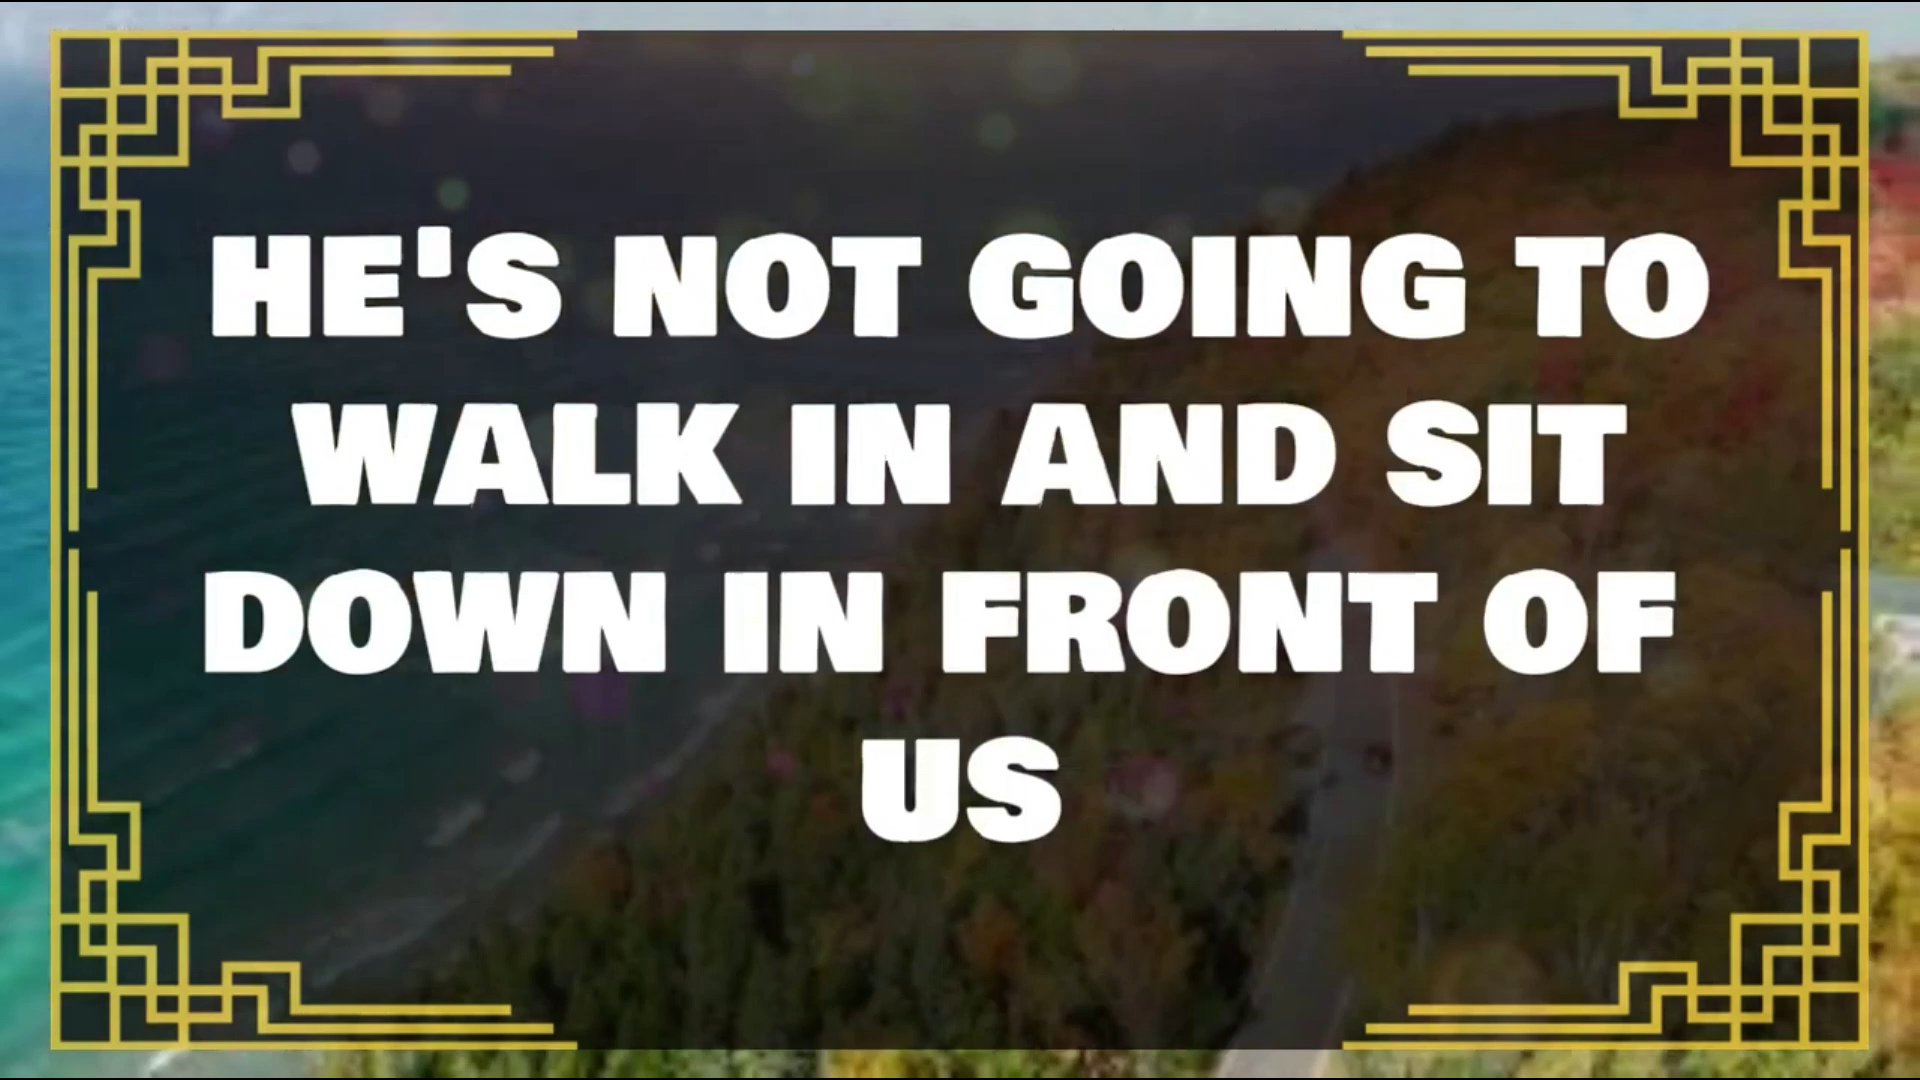 HE'S NOT GOING TO
WALK IN AND SIT
DOWN IN FRONT OF
US